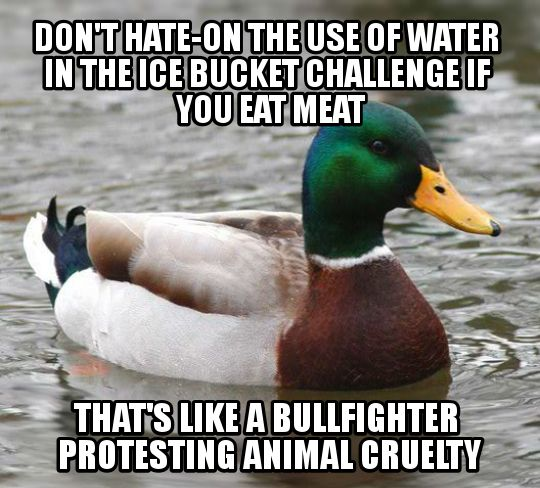 DON'T HATE-ON THE USE OF WATER
IN THE ICE BUCKET CHALLENGE IF
YOU EAT MEAT
THAT'S LIKE A BULLFIGHTER
PROTESTING ANIMAL CRUELTY